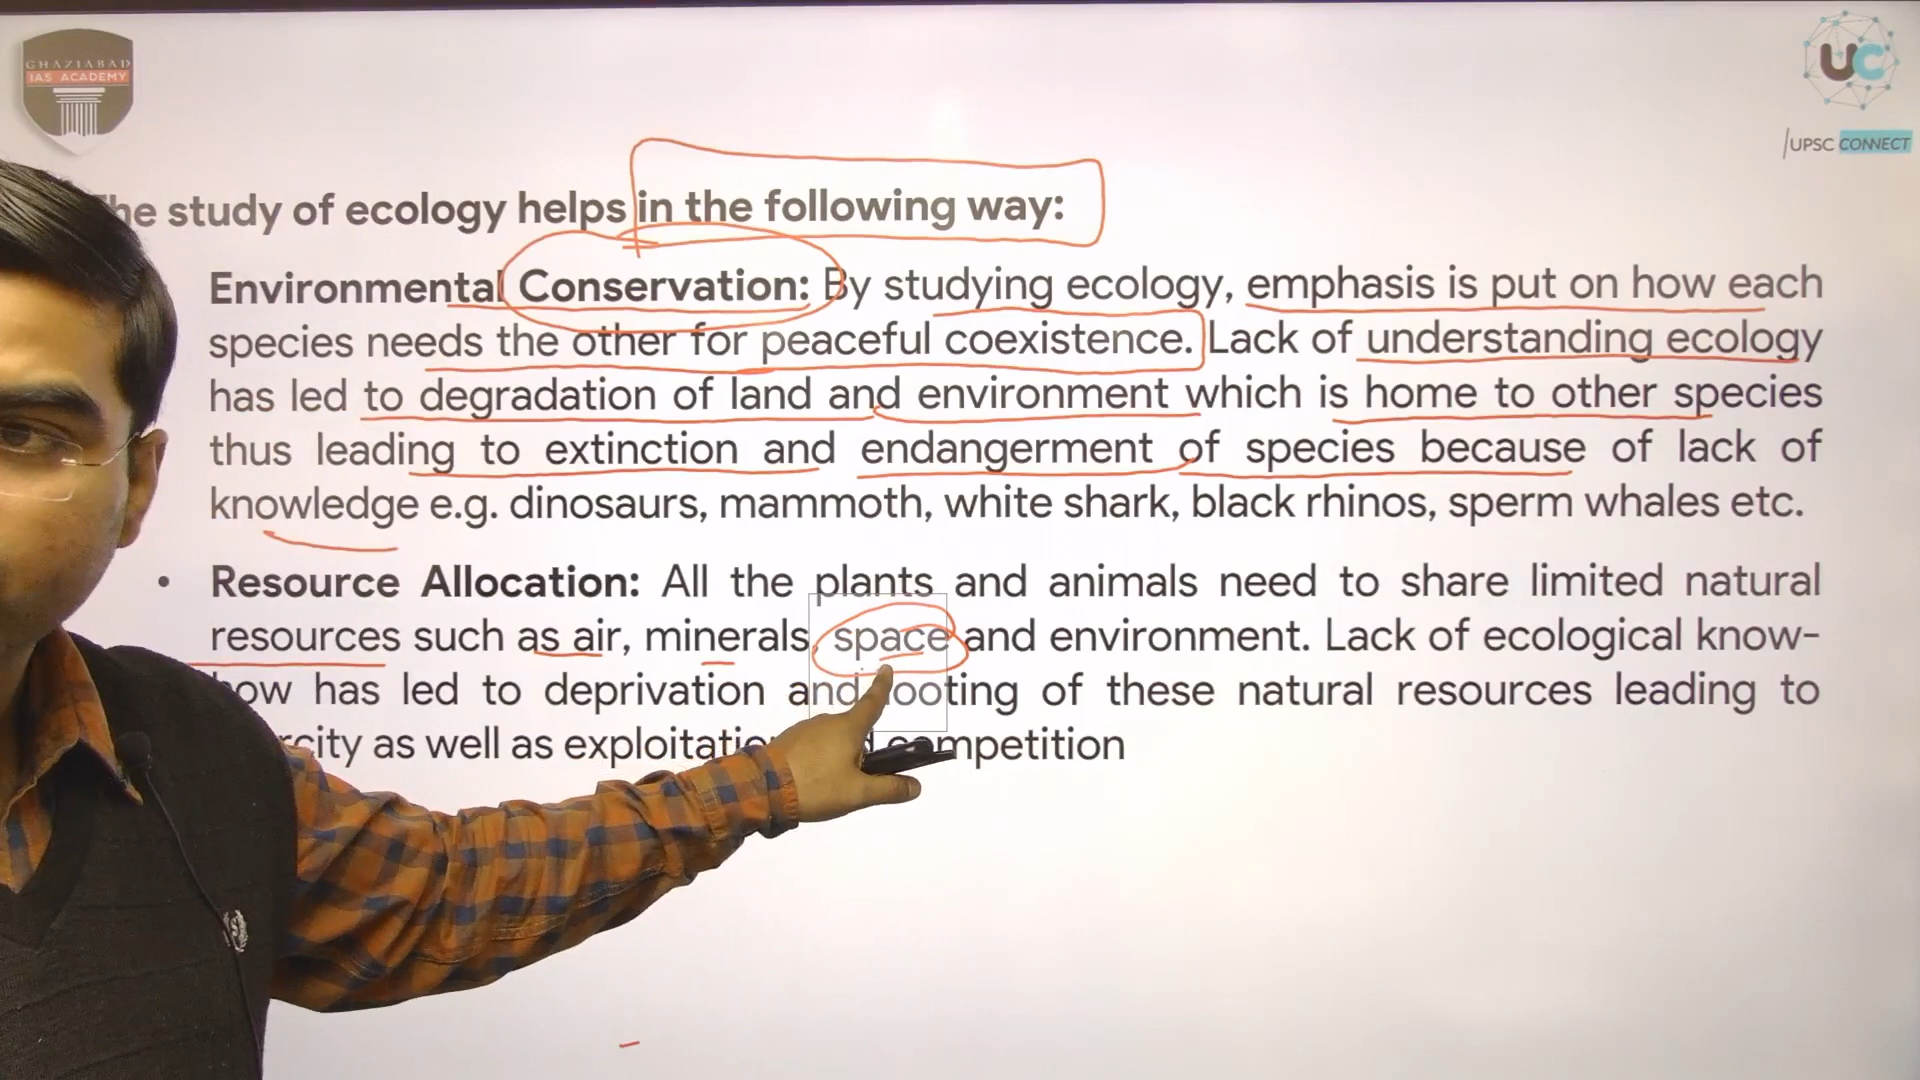 GHAZIABAD
IAS ACADEMY
UC
UPSC CONNECT
The study of ecology helps in the following way:
Environmental Conservation: By studying ecology, emphasis is put on how each
species needs the other for peaceful coexistence. Lack of understanding ecology
has led to degradation of land and environment which is home to other species
thus leading to extinction and endangerment of species because of lack of
knowledge e.g. dinosaurs, mammoth, white shark, black rhinos, sperm whales etc.
• Resource Allocation: All the plants and animals need to share limited natural
resources such as air, minerals, space and environment. Lack of ecological know-
how has led to deprivation and looting of these natural resources leading to
as well as exploitation and competition